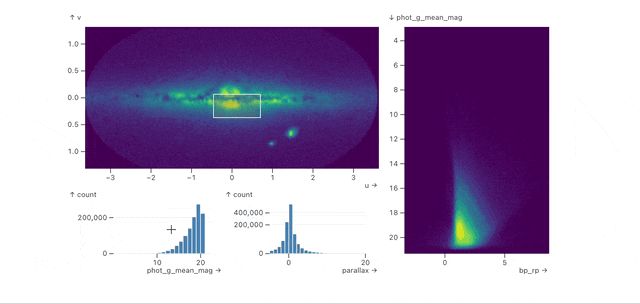 ↑ v
1.0
0.5
0.0
0.5
1.0
−3 −2 −1 0 1 2 3
u →
↓ phot_g_mean_mag
4
6
8
10
12
14
16
18
20
0 5
bp_rp →
↑ count
200,000
0
10 20
phot_g_mean_mag →
↑ count
400,000
200,000
0
0 20
parallax →